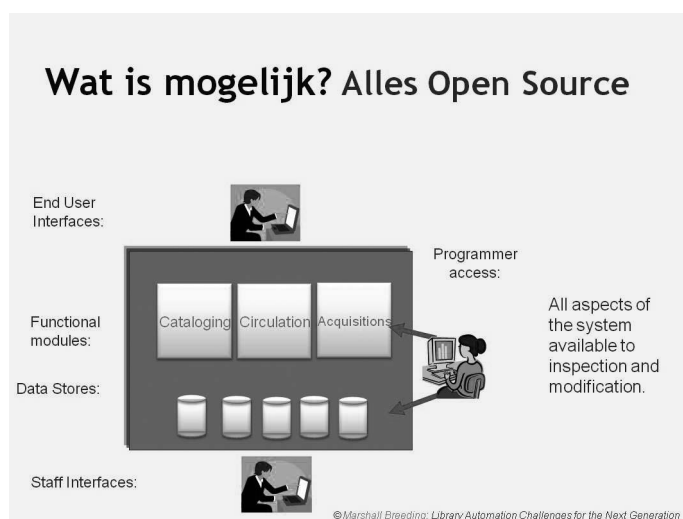 Wat is mogelijk? Alles Open Source
End User
Interfaces:
Programmer
access:
Functional
modules:
Cataloging Circulation Acquisitions
All aspects of
the system
available to
inspection and
modification.
Data Stores:
Staff Interfaces:
©Marshall Breeding: Library Automation Challenges for the Next Generation